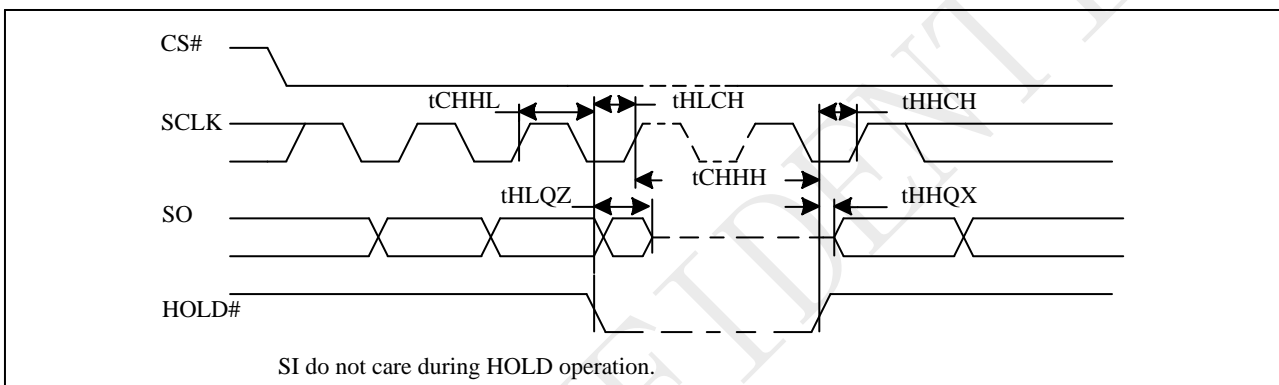 CS#
tCHHL
tHLCH
tHHCH
SCLK
tCHHH
tHLQZ
tHHQX
SO
HOLD#
SI do not care during HOLD operation.